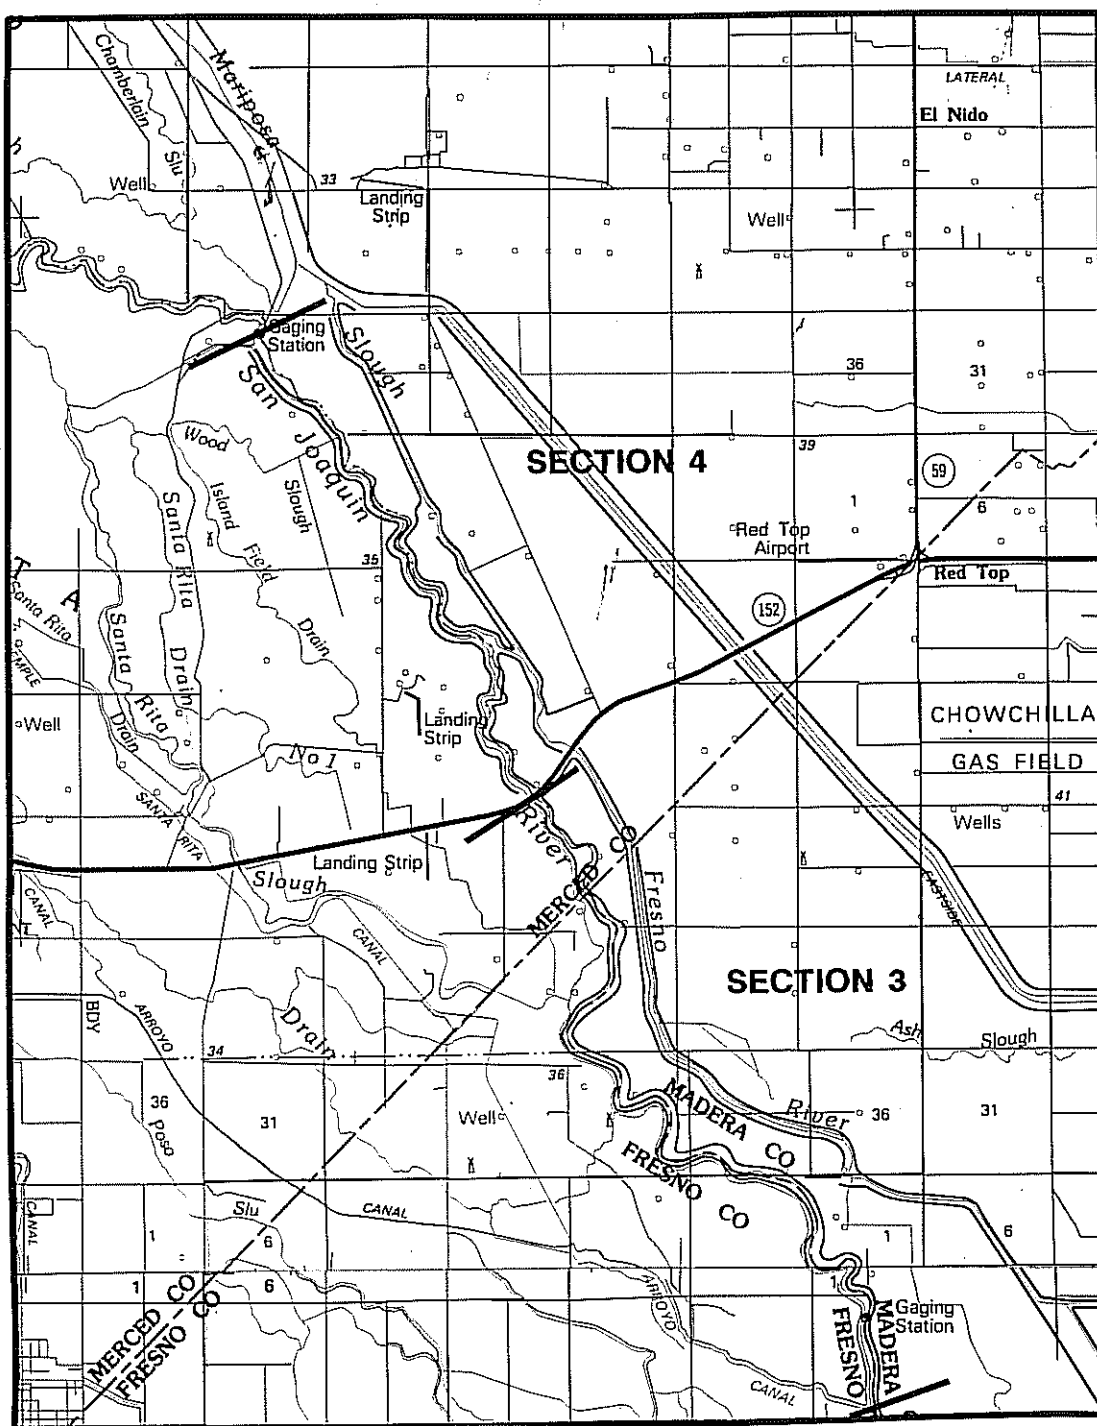 Chamberlain
Slu
Mariposa
LATERAL
El Nido
Well
33
Landing
Strip
Well
Gaging
Station
Slough
San
Joaquin
36
31
Wood
Slough
39
SECTION 4
59
Santa Rita
Island
Field
1
6
Red Top
Airport
35
T
A
Red Top
Santa Rita
152
Santa
Drain
Drain
Rita
Well
Landing
Strip
CHOWCHILLA
Drain
No 1
GAS FIELD
41
SANTA
RITA
River
Wells
Landing Strip
Slough
MERCED CO
EASTSIDE
CANAL
Fresno
CANAL
SECTION 3
BDY
ARROYO
Drain
Ash
Slough
34
36
36
Poso
31
Well
MADERA CO
River
36
31
FRESNO CO
CANAL
Slu
CANAL
1
6
1
6
1
6
1
ARROYO
MERCED CO
FRESNO CO
FRESNO
MADERA
Gaging
Station
CANAL